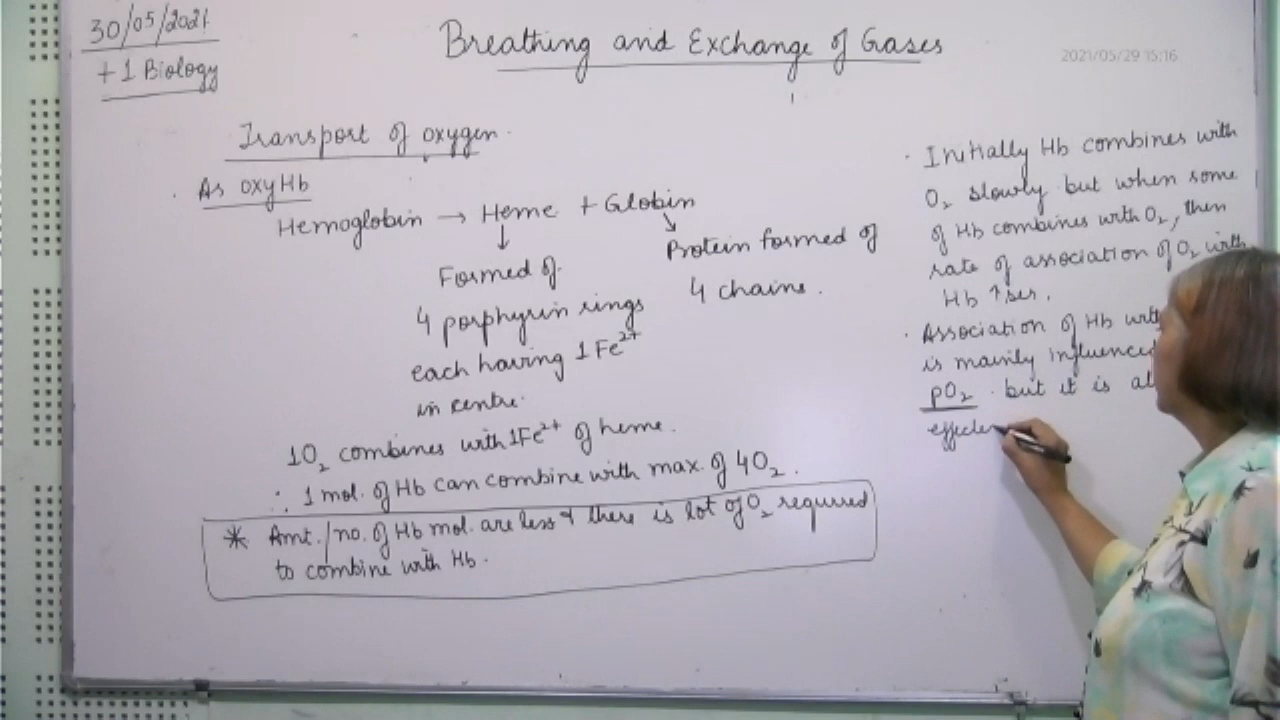 30/05/2021
+1 Biology
Breathing and Exchange of Gases
2021/05/29 15:16
Transport of oxygen.
. As oxyHb
Hemoglobin → Heme + Globin
↓
Formed of
4 porphyrin rings
each having 1 Fe²⁺
in centre.
↘
Protein formed of
4 chains.
1O₂ combines with 1Fe²⁺ of heme.
∴ 1 mol. of Hb can combine with max. of 4O₂.
* Amt./no. of Hb mol. are less & there is lot of O₂ required
to combine with Hb.
. Initially Hb combines with
O₂ slowly but when some
of Hb combines with O₂, then
rate of association of O₂ with
Hb ↑ses.
. Association of Hb
is mainly
pO₂. but it is